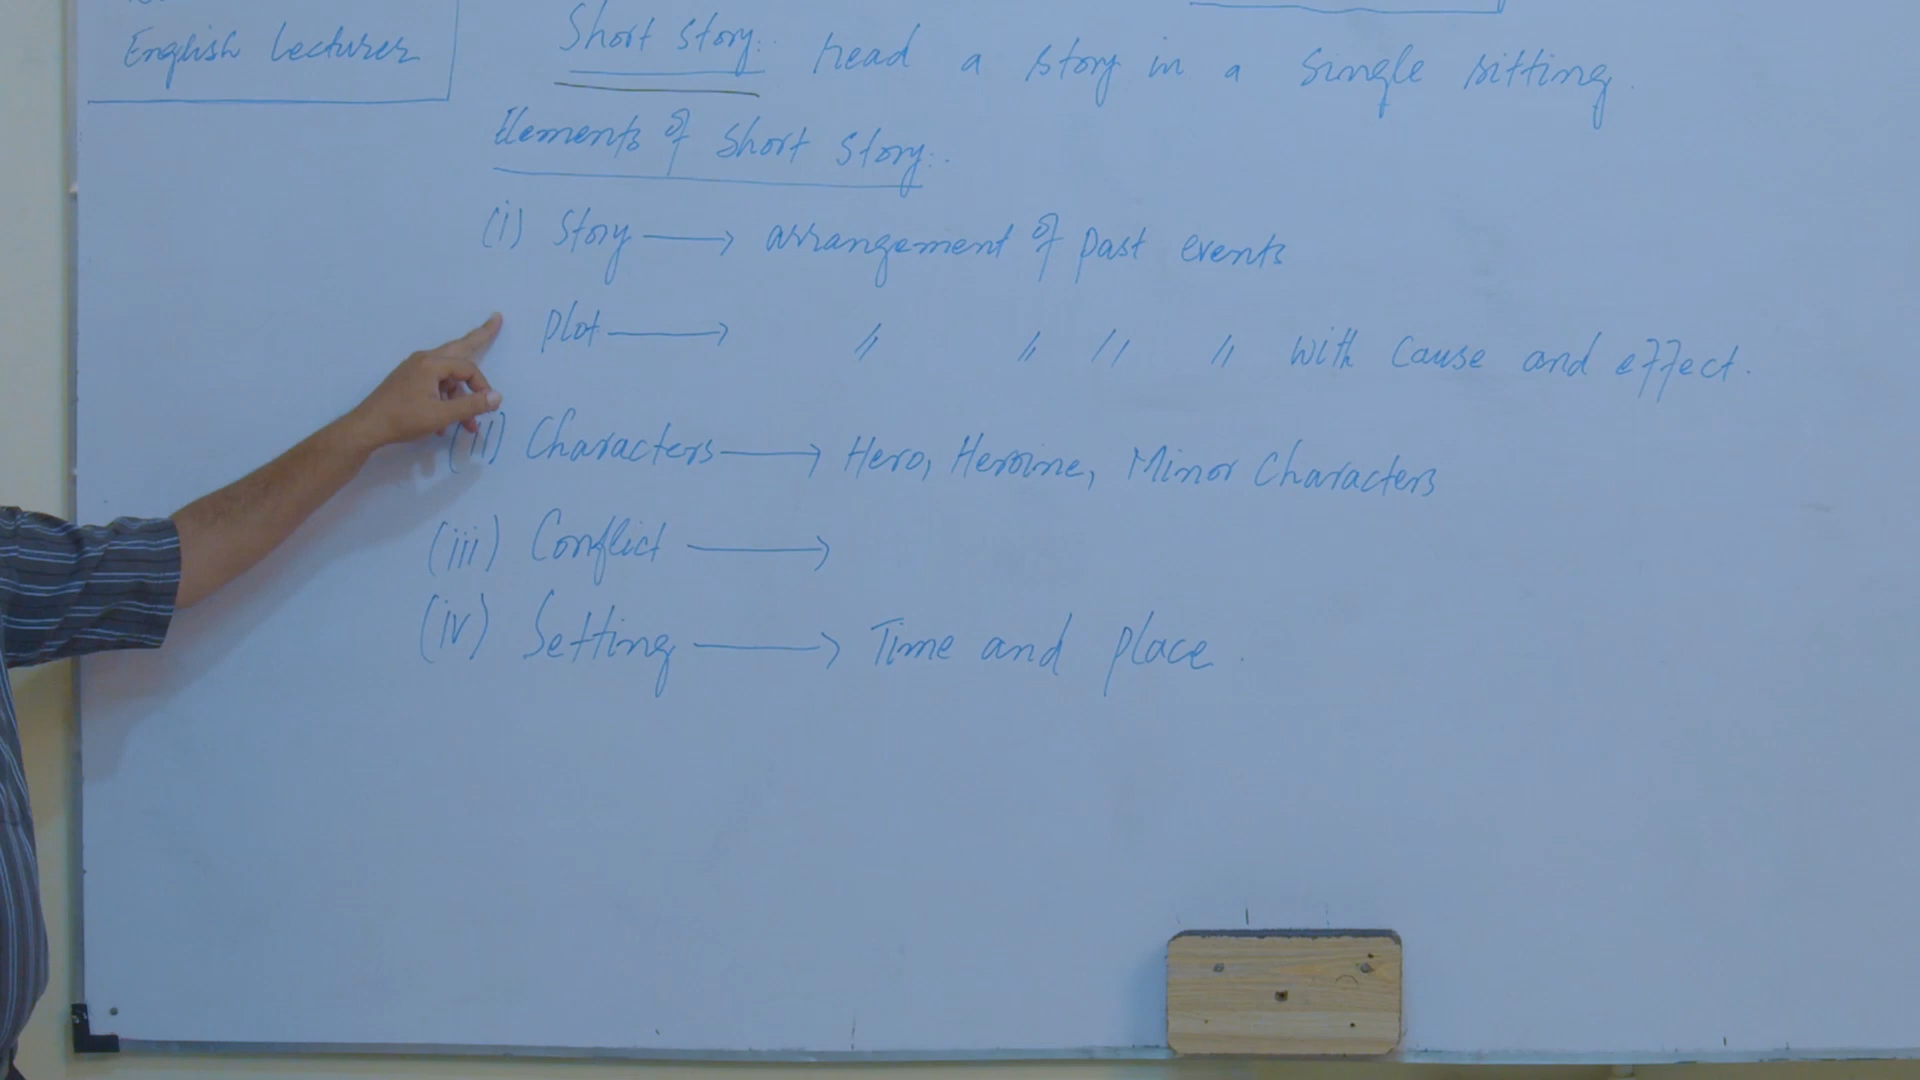 English Lecturer
Short Story:. read a story in a single sitting.
Elements of Short Story:.
(i) Story → arrangement of past events
Plot → " " " " with cause and effect.
(ii) Characters → Hero, Heroine, Minor Characters
(iii) Conflict →
(iv) Setting → Time and place.